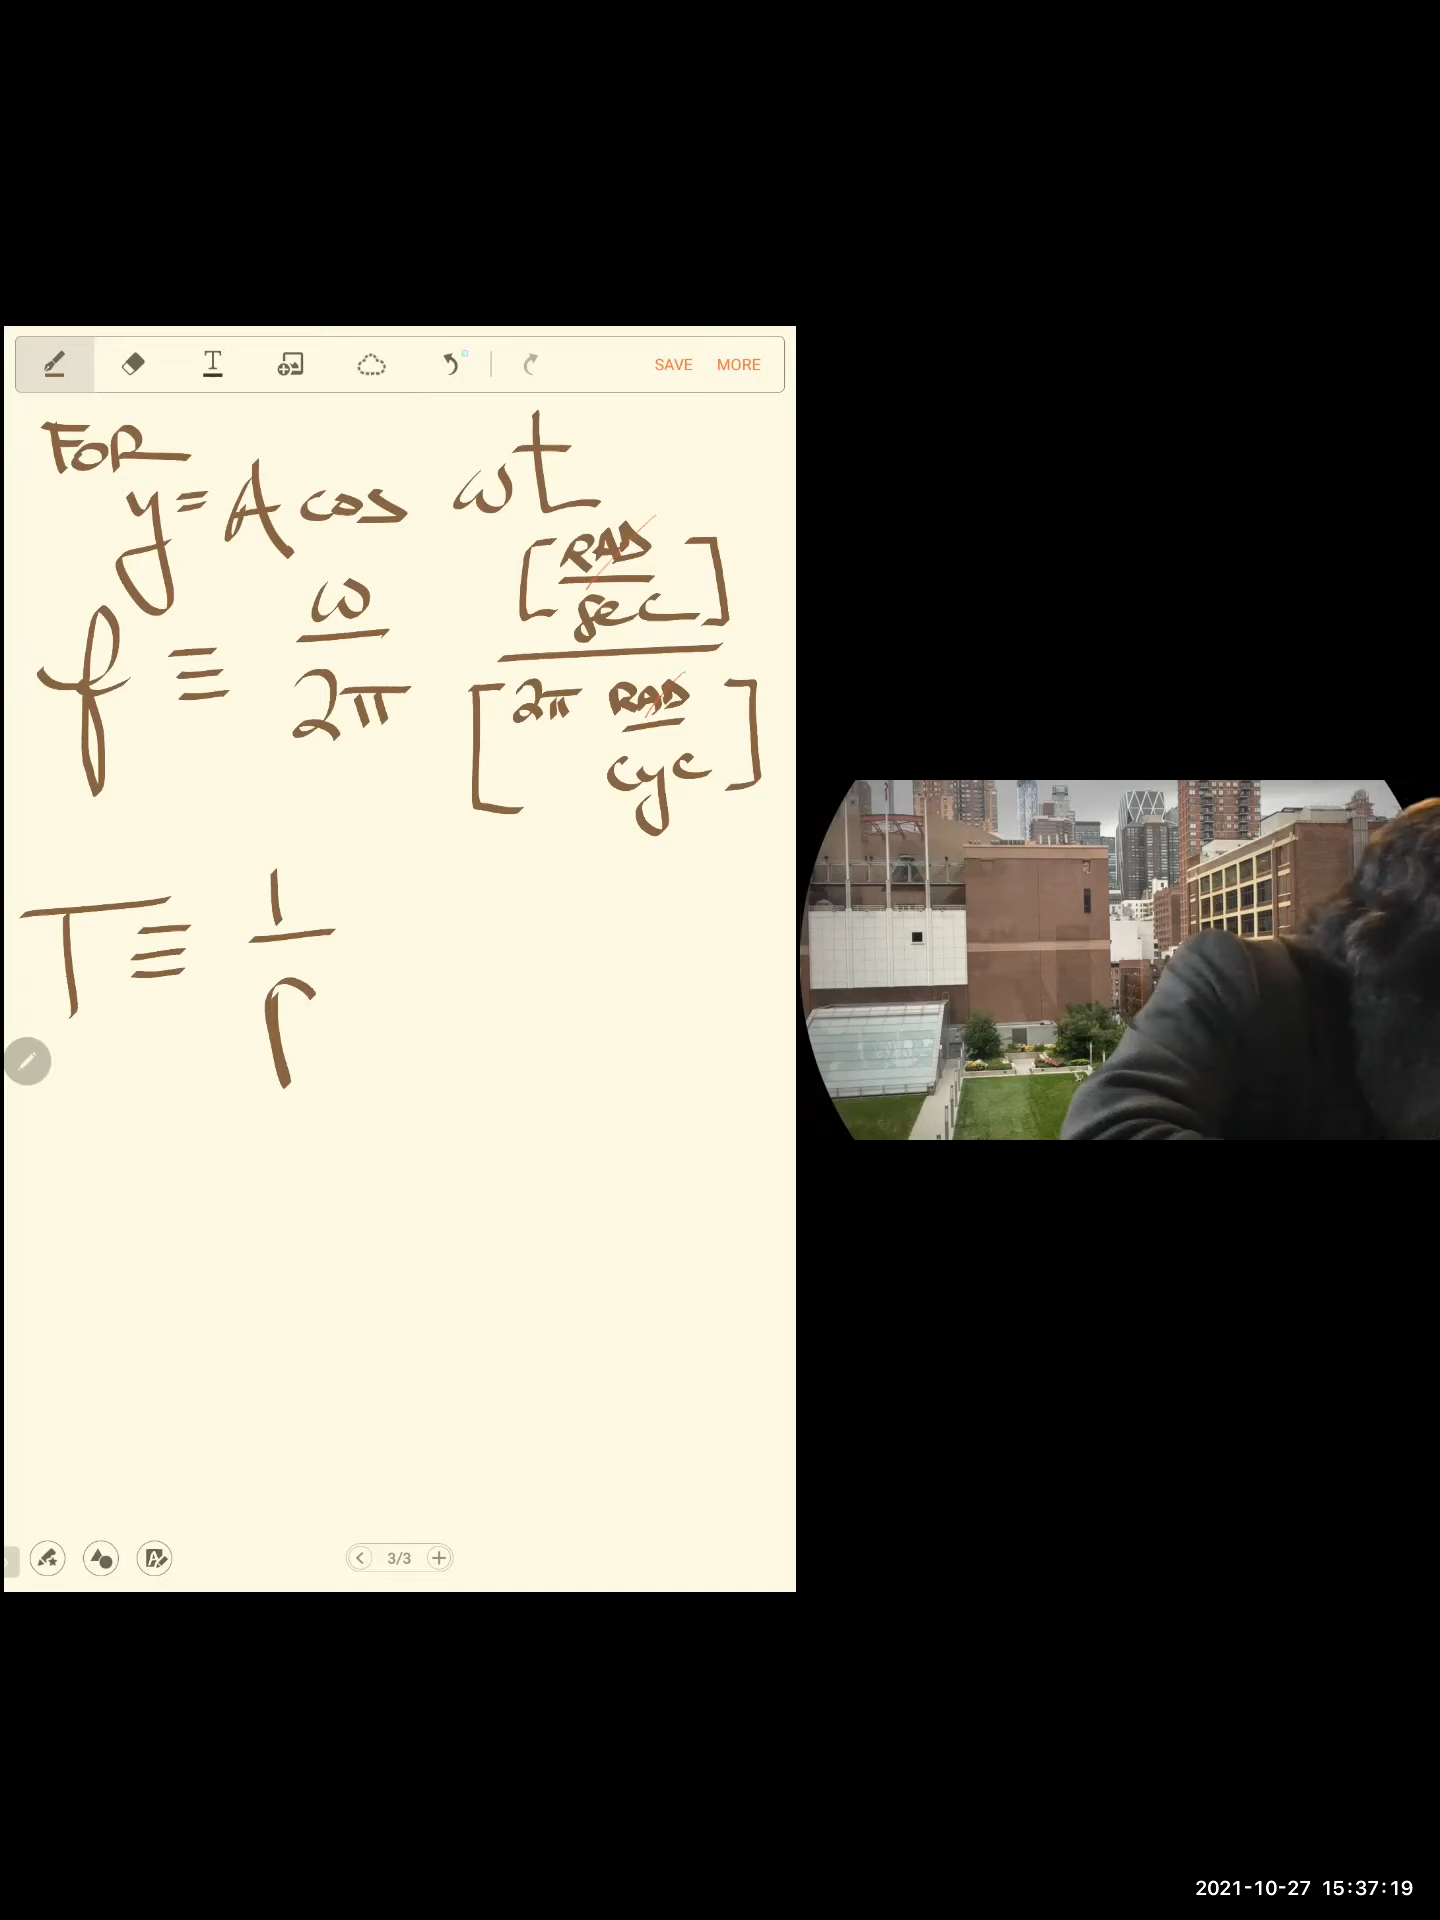 T SAVE MORE
FOR
y = A cos ωt
f ≡ ω/2π [RAD/sec]/[2π RAD/cyc]
T ≡ 1/
3/3
2021-10-27 15:37:19